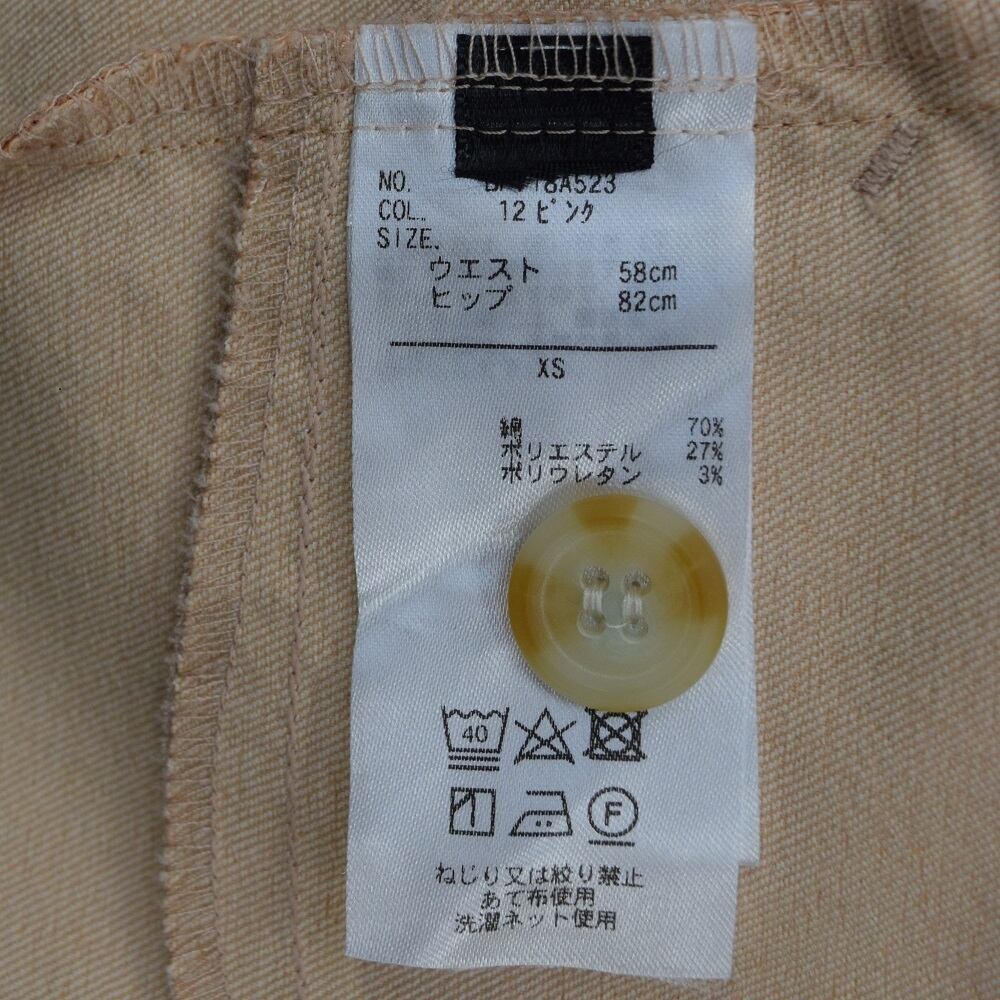 NO. 18A523
COL. 12 ピンク
SIZE.
ウエスト 58cm
ヒップ 82cm
XS
綿 70%
ポリエステル 27%
ポリウレタン 3%
40
F
ねじり又は絞り禁止
あて布使用
洗濯ネット使用